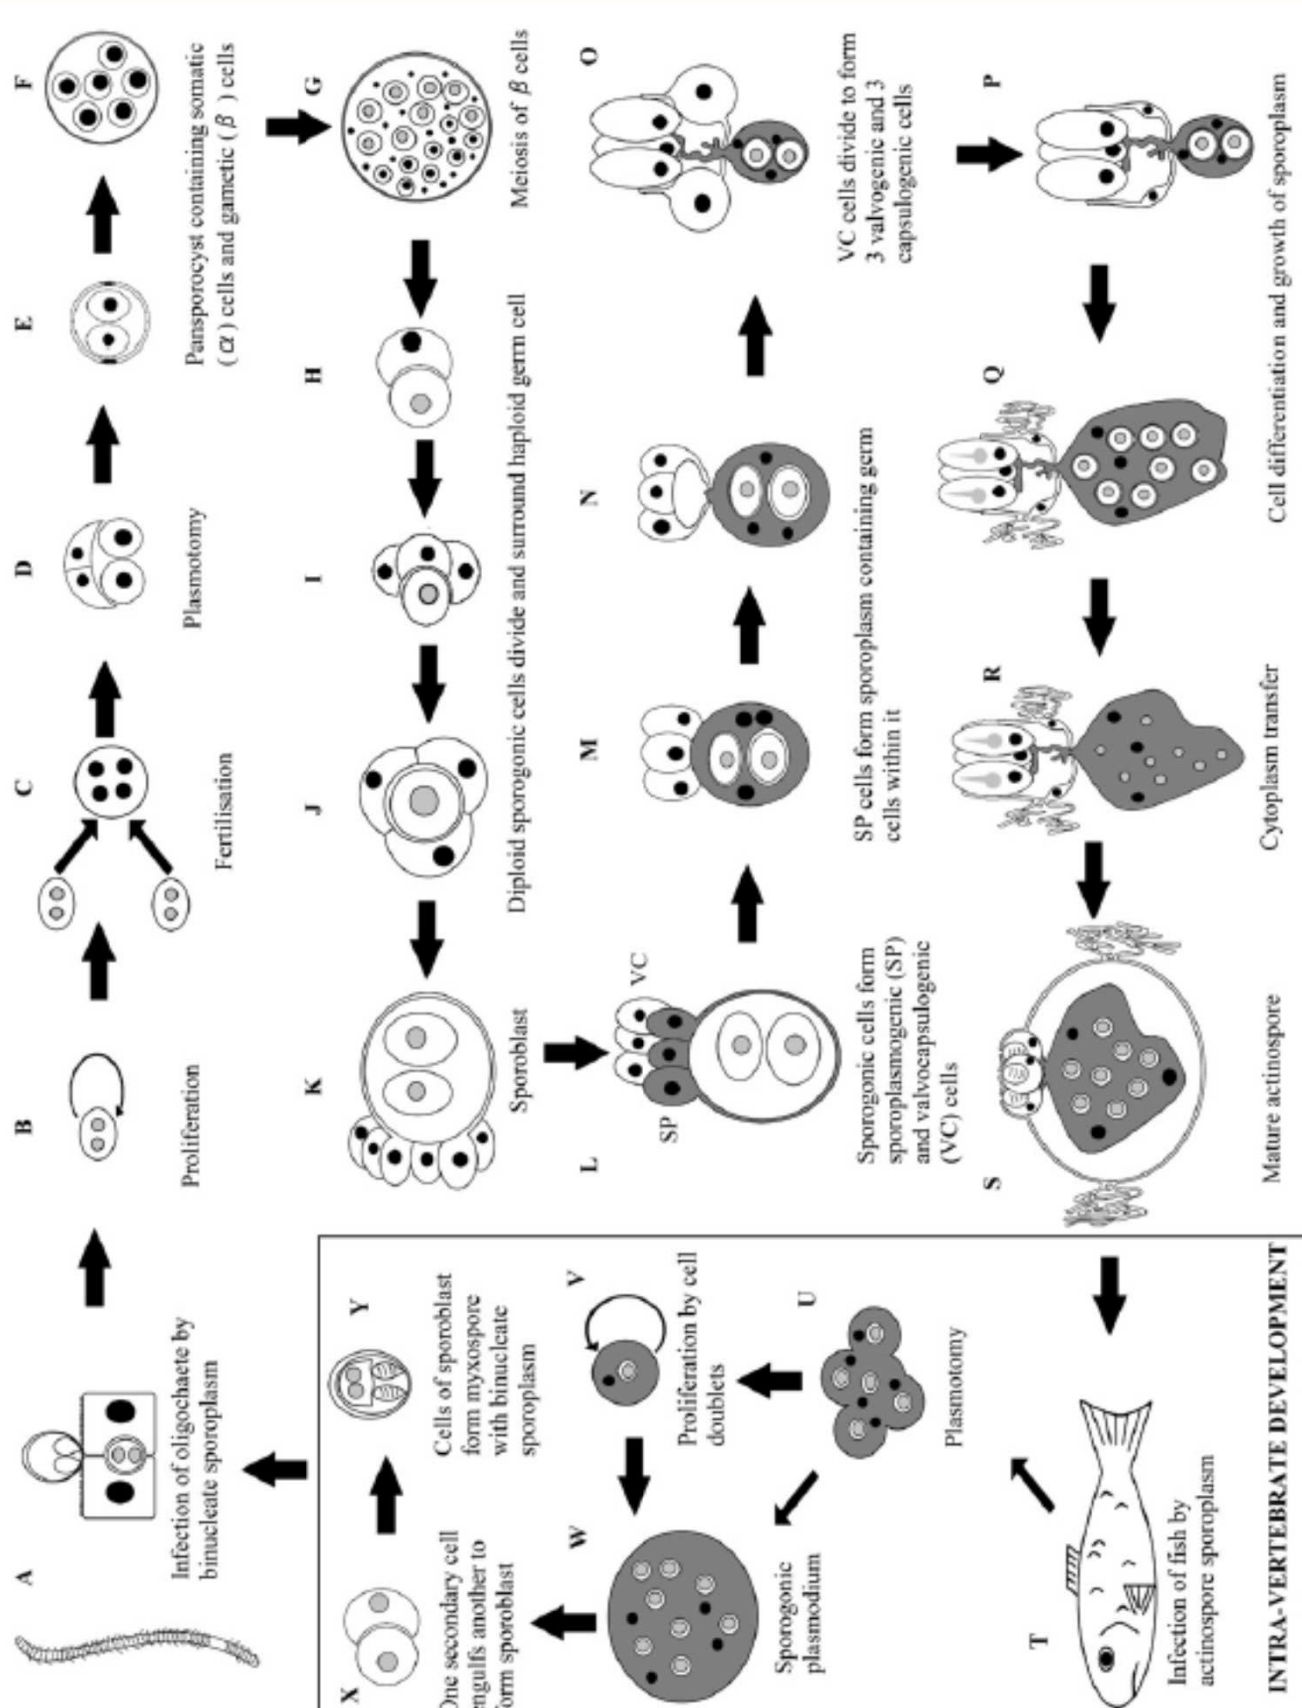 A
Infection of oligochaete by
binucleate sporoplasm
B
Proliferation
C
Fertilisation
D
Plasmotomy
E
F
Pansporocyst containing somatic
(α) cells and gametic (β) cells
G
Meiosis of β cells
H
I
J
Diploid sporogonic cells divide and surround haploid germ cell
K
Sporoblast
L
SP
VC
Sporogonic cells form
sporoplasmogenic (SP)
and valvocapsulogenic
(VC) cells
M
N
SP cells form sporoplasm containing germ
cells within it
O
VC cells divide to form
3 valvogenic and 3
capsulogenic cells
P
Q
Cell differentiation and growth of sporoplasm
R
Cytoplasm transfer
S
Mature actinospore
T
Infection of fish by
actinospore sporoplasm
U
Plasmotomy
V
Proliferation by cell
doublets
W
Sporogonic
plasmodium
X
One secondary cell
engulfs another to
form sporoblast
Y
Cells of sporoblast
form myxospore
with binucleate
sporoplasm
INTRA-VERTEBRATE DEVELOPMENT